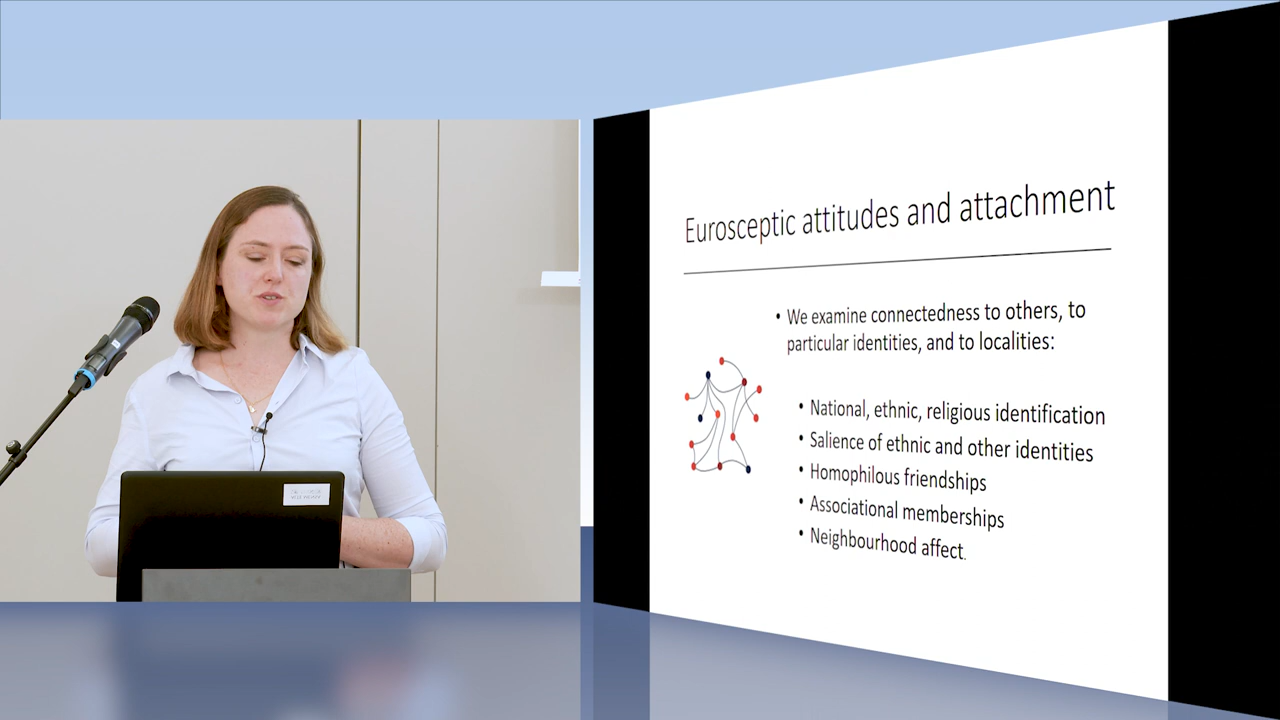 Eurosceptic attitudes and attachment
• We examine connectedness to others, to
particular identities, and to localities:
• National, ethnic, religious identification
• Salience of ethnic and other identities
• Homophilous friendships
• Associational memberships
• Neighbourhood affect.